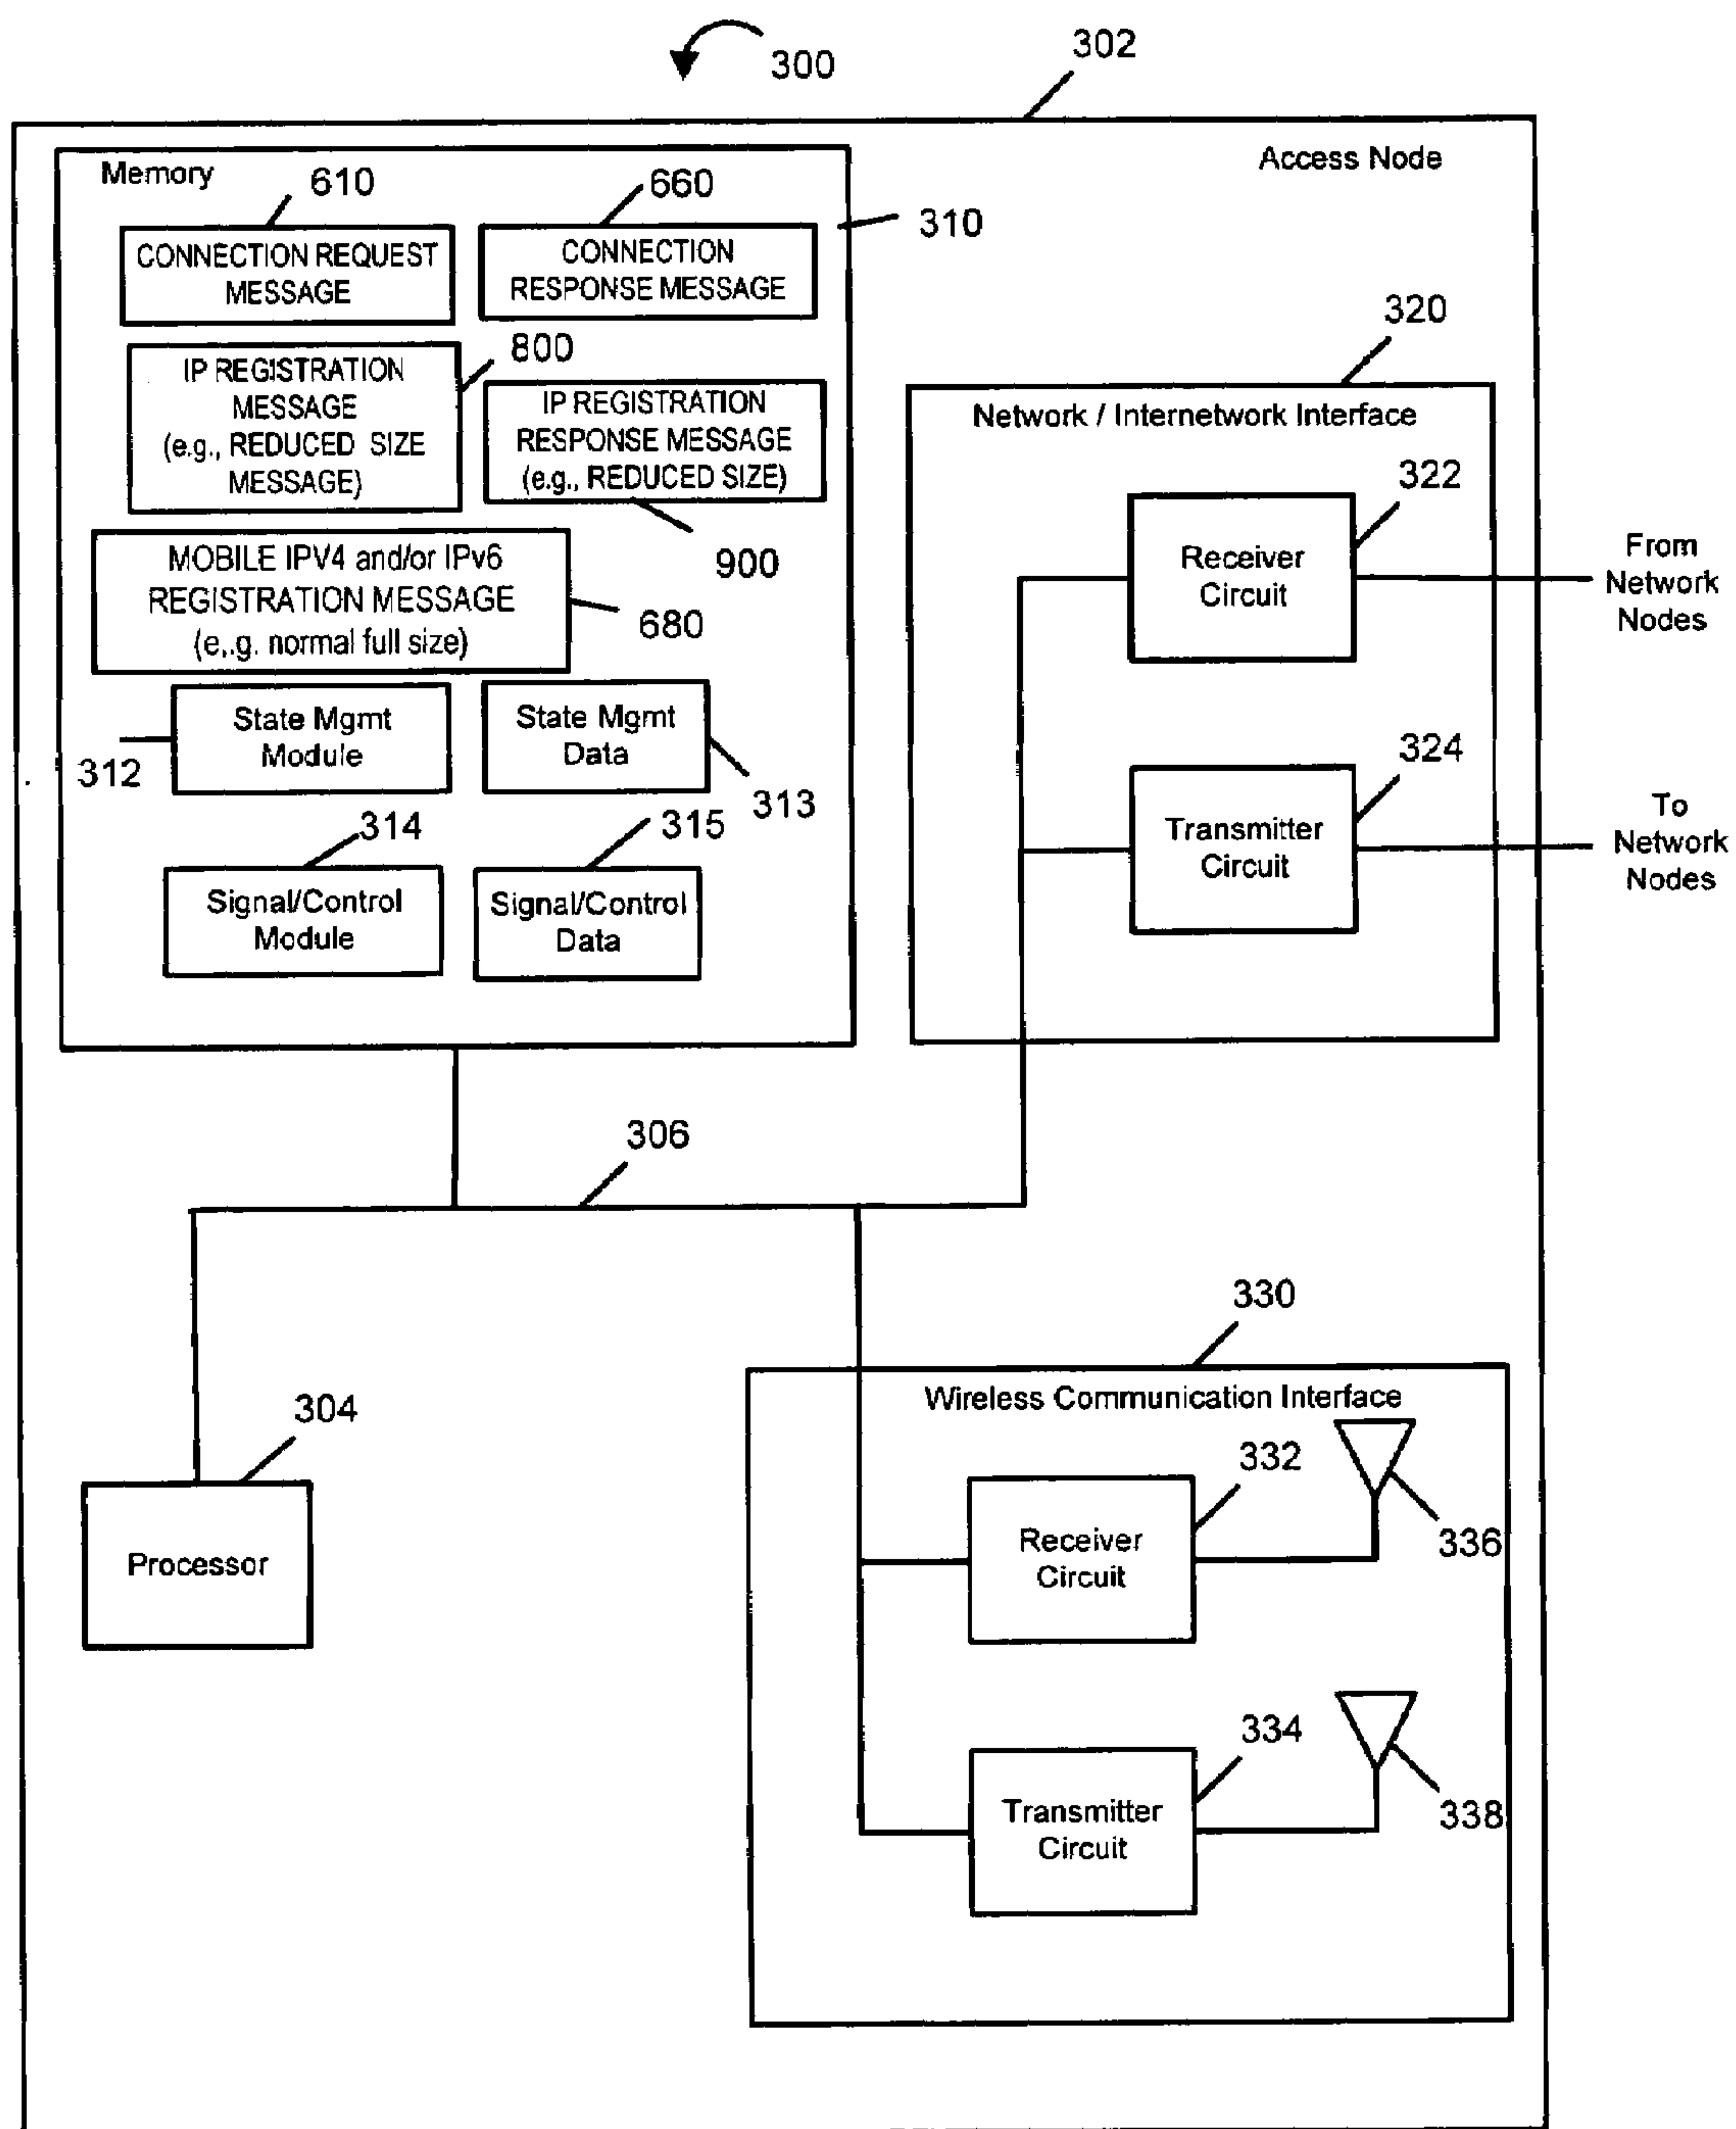 300
302
Access Node
Memory
610
660
310
CONNECTION REQUEST
MESSAGE
CONNECTION
RESPONSE MESSAGE
800
IP REGISTRATION
MESSAGE
(e.g., REDUCED SIZE
MESSAGE)
IP REGISTRATION
RESPONSE MESSAGE
(e.g., REDUCED SIZE)
900
MOBILE IPV4 and/or IPv6
REGISTRATION MESSAGE
(e,.g. normal full size)
680
State Mgmt
Module
312
State Mgmt
Data
313
314
315
Signal/Control
Module
Signal/Control
Data
320
Network / Internetwork Interface
322
Receiver
Circuit
From
Network
Nodes
324
Transmitter
Circuit
To
Network
Nodes
306
304
Processor
330
Wireless Communication Interface
332
Receiver
Circuit
336
334
Transmitter
Circuit
338